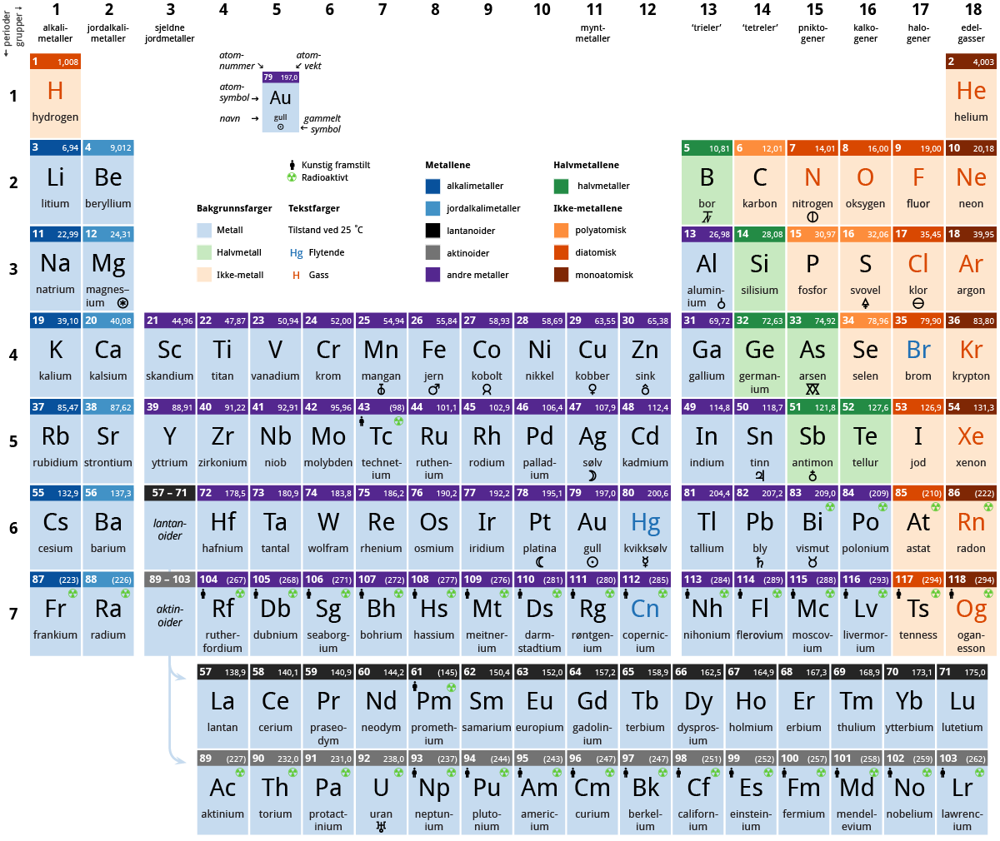 ← perioder
grupper →
1 2 3 4 5 6 7 8 9 10 11 12 13 14 15 16 17 18
alkali-
metaller
jordalkali-
metaller
sjeldne
jordmetaller
mynt-
metaller
‘trieler’
‘tetreler’
pnikto-
gener
kalko-
gener
halo-
gener
edel-
gasser
atom-
nummer
atom-
vekt
79 197,0
atom-
symbol →
Au
navn →
gull
☉
gammelt
← symbol
Kunstig framstilt
Radioaktivt
Bakgrunnsfarger
Metall
Halvmetall
Ikke-metall
Tekstfarger
Tilstand ved 25 ˚C
Hg Flytende
H Gass
Metallene
alkalimetaller
jordalkalimetaller
lantanoider
aktinoider
andre metaller
Halvmetallene
halvmetaller
Ikke-metallene
polyatomisk
diatomisk
monoatomisk
1
1 1,008 2 4,003
H He
hydrogen helium
2
3 6,94 4 9,012 5 10,81 6 12,01 7 14,01 8 16,00 9 19,00 10 20,18
Li Be B C N O F Ne
litium beryllium bor karbon nitrogen oksygen fluor neon
3
11 22,99 12 24,31 13 26,98 14 28,08 15 30,97 16 32,06 17 35,45 18 39,95
Na Mg Al Si P S Cl Ar
natrium magnes– alumin- silisium fosfor svovel klor argon
ium ium
4
19 39,10 20 40,08 21 44,96 22 47,87 23 50,94 24 52,00 25 54,94 26 55,84 27 58,93 28 58,69 29 63,55 30 65,38 31 69,72 32 72,63 33 74,92 34 78,96 35 79,90 36 83,80
K Ca Sc Ti V Cr Mn Fe Co Ni Cu Zn Ga Ge As Se Br Kr
kalium kalsium skandium titan vanadium krom mangan jern kobolt nikkel kobber sink gallium german- arsen selen brom krypton
♂ ♀ ium
5
37 85,47 38 87,62 39 88,91 40 91,22 41 92,91 42 95,96 43 (98) 44 101,1 45 102,9 46 106,4 47 107,9 48 112,4 49 114,8 50 118,7 51 121,8 52 127,6 53 126,9 54 131,3
Rb Sr Y Zr Nb Mo Tc Ru Rh Pd Ag Cd In Sn Sb Te I Xe
rubidium strontium yttrium zirkonium niob molybden technet- ruthen- rodium pallad- sølv kadmium indium tinn antimon tellur jod xenon
ium ium ium ☽ ♃ ♁
6
55 132,9 56 137,3 57 – 71 72 178,5 73 180,9 74 183,8 75 186,2 76 190,2 77 192,2 78 195,1 79 197,0 80 200,6 81 204,4 82 207,2 83 209,0 84 (209) 85 (210) 86 (222)
Cs Ba lantan- Hf Ta W Re Os Ir Pt Au Hg Tl Pb Bi Po At Rn
oider
cesium barium hafnium tantal wolfram rhenium osmium iridium platina gull kvikksølv tallium bly vismut polonium astat radon
☾ ☉ ☿ ♄ ♉
7
87 (223) 88 (226) 89 – 103 104 (267) 105 (268) 106 (271) 107 (272) 108 (277) 109 (276) 110 (281) 111 (280) 112 (285) 113 (284) 114 (289) 115 (288) 116 (293) 117 (294) 118 (294)
Fr Ra aktin- Rf Db Sg Bh Hs Mt Ds Rg Cn Nh Fl Mc Lv Ts Og
oider
frankium radium ruther- dubnium seaborg- bohrium hassium meitner- darm- røntgen- copernic- nihonium flerovium moscov- livermor- tenness ogan-
fordium ium ium stadtium ium ium ium ium esson
57 138,9 58 140,1 59 140,9 60 144,2 61 (145) 62 150,4 63 152,0 64 157,2 65 158,9 66 162,5 67 164,9 68 167,3 69 168,9 70 173,1 71 175,0
La Ce Pr Nd Pm Sm Eu Gd Tb Dy Ho Er Tm Yb Lu
lantan cerium praseo- neodym prometh- samarium europium gadolin- terbium dyspros- holmium erbium thulium ytterbium lutetium
dym ium ium ium
89 (227) 90 232,0 91 231,0 92 238,0 93 (237) 94 (244) 95 (243) 96 (247) 97 (247) 98 (251) 99 (252) 100 (257) 101 (258) 102 (259) 103 (262)
Ac Th Pa U Np Pu Am Cm Bk Cf Es Fm Md No Lr
aktinium torium protact- uran neptun- pluto- americ- curium berkel- californ- einstein- fermium mendel- nobelium lawrenc-
inium ♅ ium nium ium ium ium ium evium ium